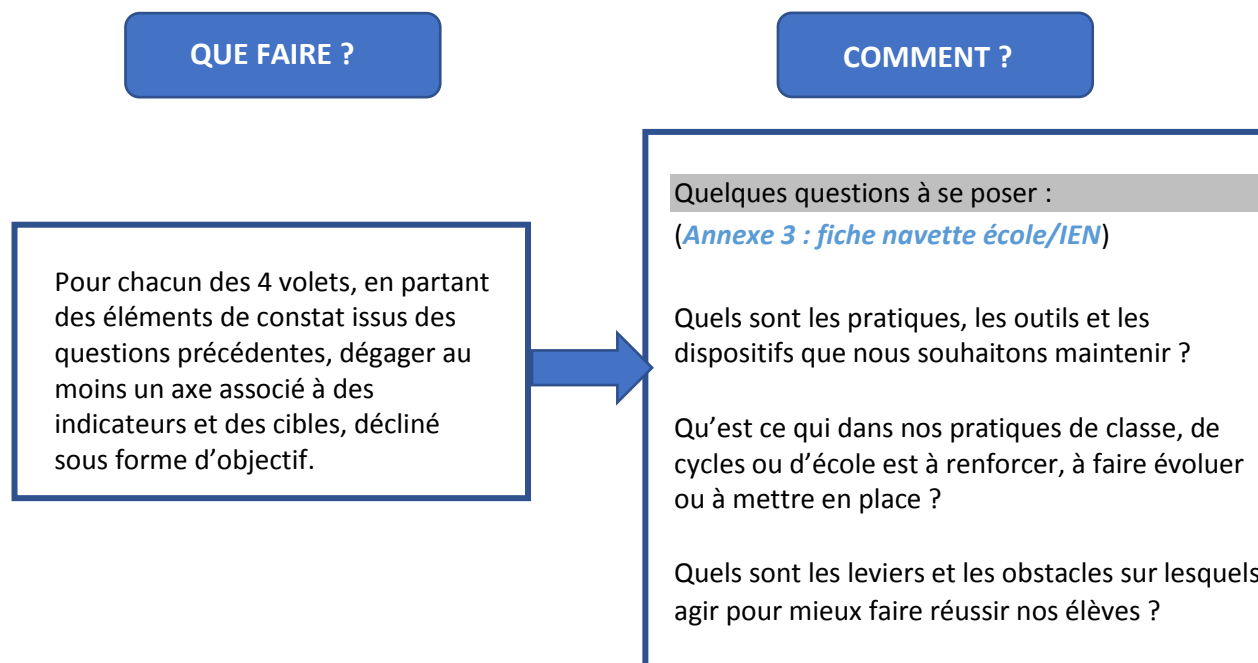 QUE FAIRE ?
COMMENT ?
Pour chacun des 4 volets, en partant
des éléments de constat issus des
questions précédentes, dégager au
moins un axe associé à des
indicateurs et des cibles, décliné
sous forme d’objectif.
Quelques questions à se poser :
(Annexe 3 : fiche navette école/IEN)
Quels sont les pratiques, les outils et les
dispositifs que nous souhaitons maintenir ?
Qu’est ce qui dans nos pratiques de classe, de
cycles ou d’école est à renforcer, à faire évoluer
ou à mettre en place ?
Quels sont les leviers et les obstacles sur lesquels
agir pour mieux faire réussir nos élèves ?